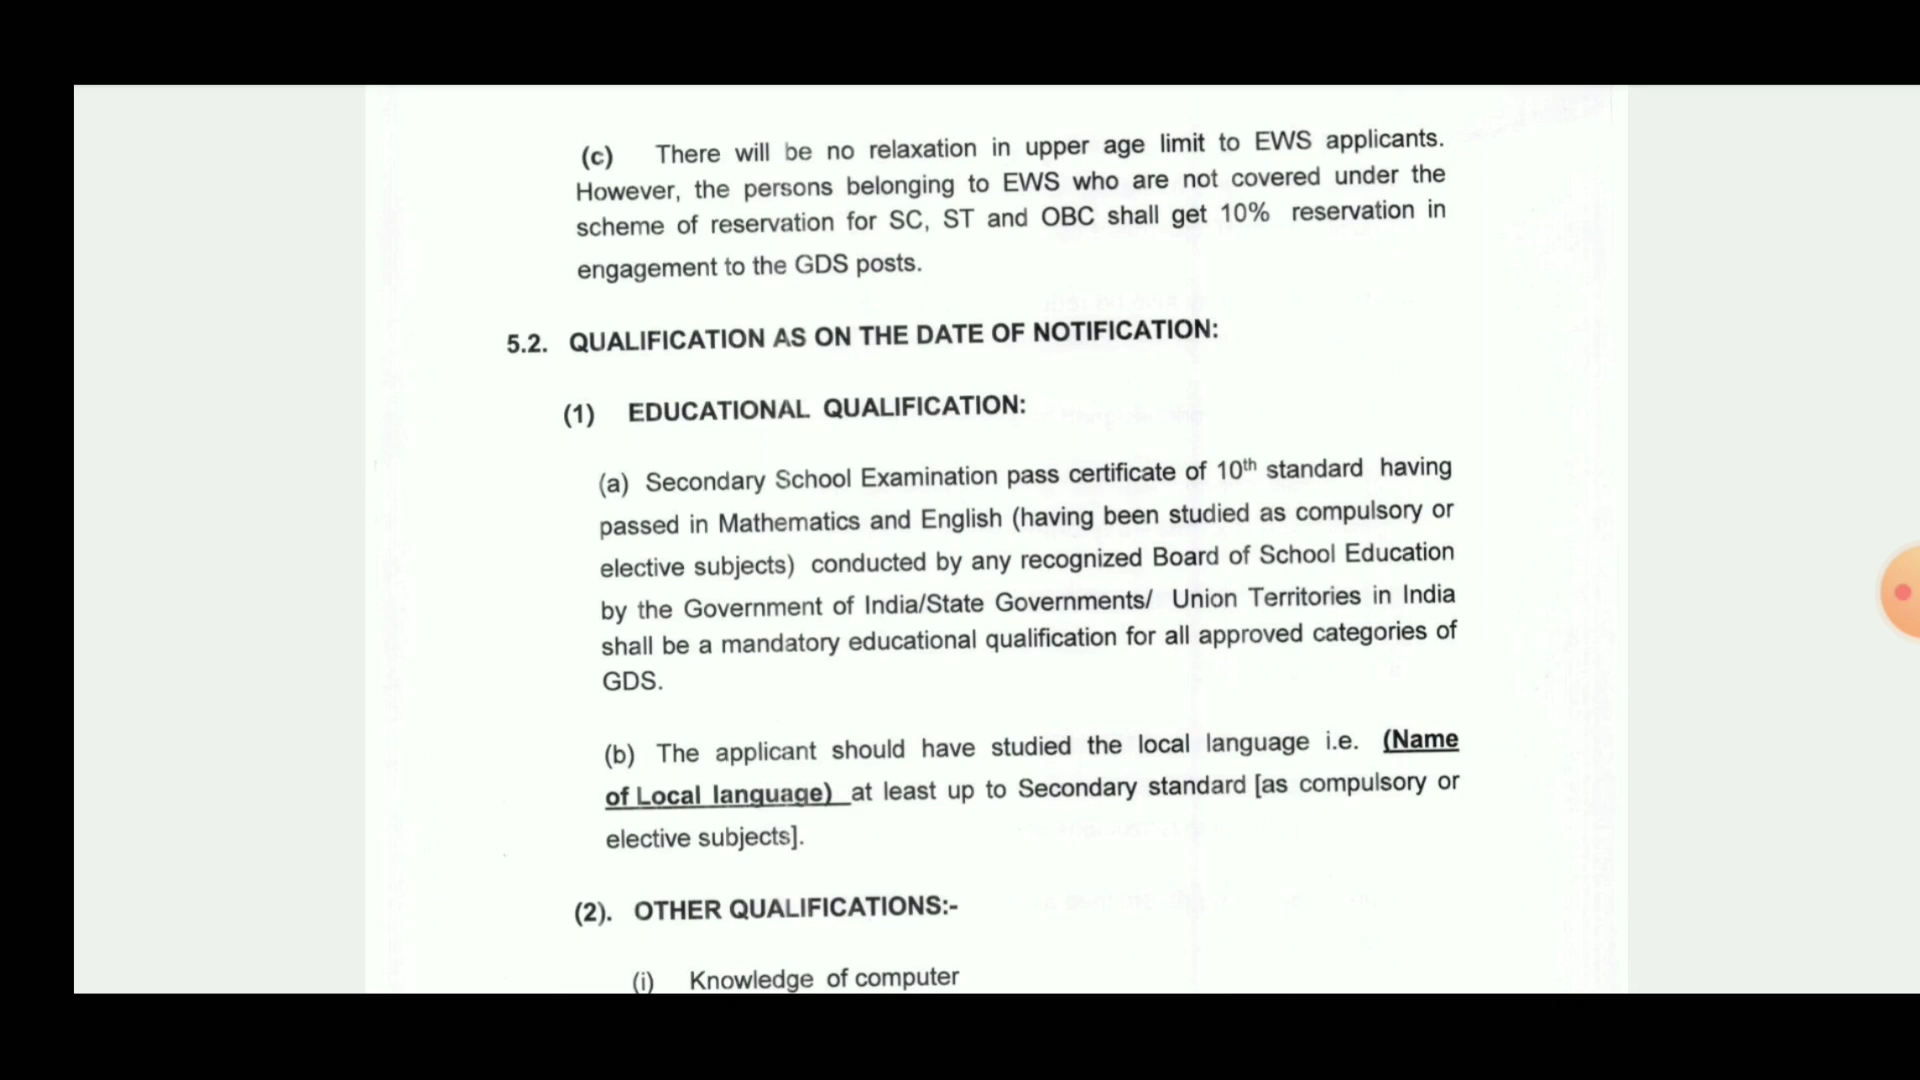 (c) There will be no relaxation in upper age limit to EWS applicants.
However, the persons belonging to EWS who are not covered under the
scheme of reservation for SC, ST and OBC shall get 10% reservation in
engagement to the GDS posts.
5.2. QUALIFICATION AS ON THE DATE OF NOTIFICATION:
(1) EDUCATIONAL QUALIFICATION:
(a) Secondary School Examination pass certificate of 10th standard having
passed in Mathematics and English (having been studied as compulsory or
elective subjects) conducted by any recognized Board of School Education
by the Government of India/State Governments/ Union Territories in India
shall be a mandatory educational qualification for all approved categories of
GDS.
(b) The applicant should have studied the local language i.e. (Name
of Local language) at least up to Secondary standard [as compulsory or
elective subjects].
(2). OTHER QUALIFICATIONS:-
(i) Knowledge of computer